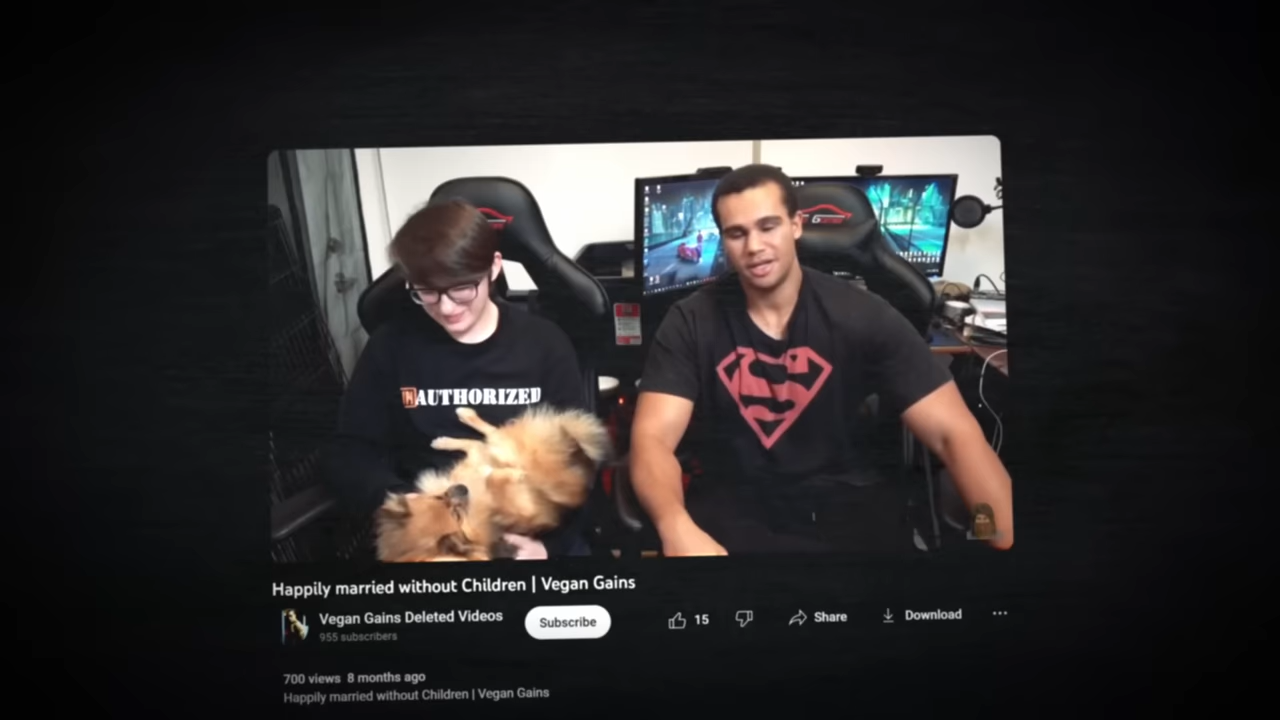 UNAUTHORIZED
Happily married without Children | Vegan Gains
Vegan Gains Deleted Videos
955 subscribers
Subscribe
15
Share
Download
700 views 8 months ago
Happily married without Children | Vegan Gains